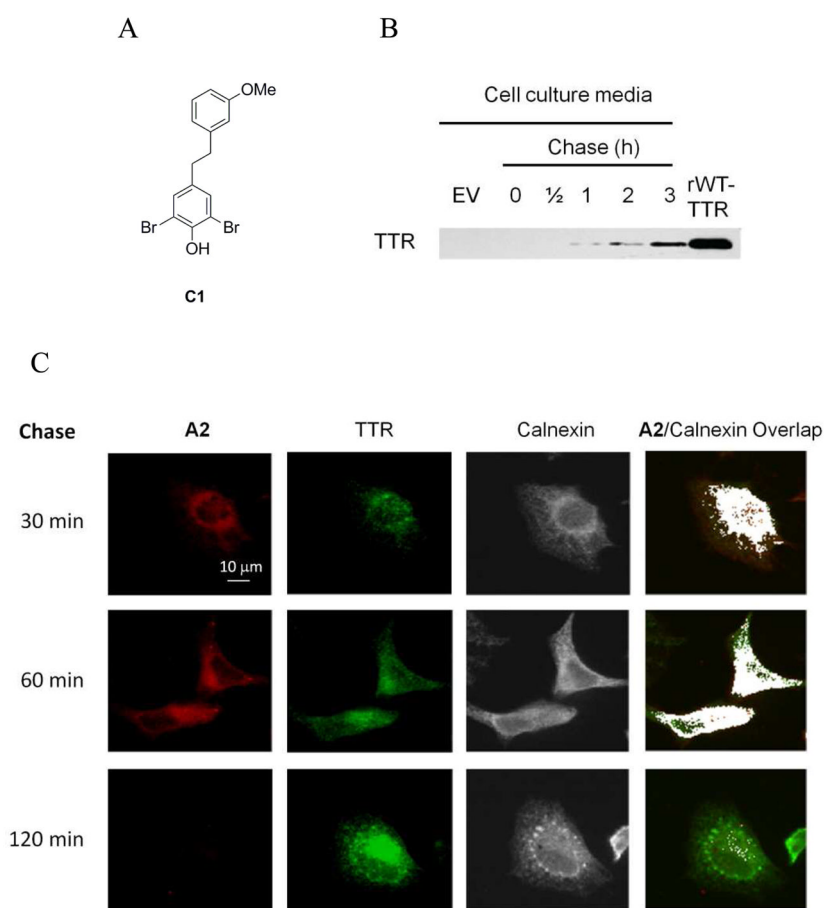 A
OMe
Br
Br
OH
C1
B
Cell culture media
Chase (h)
EV 0 ½ 1 2 3 rWT-
TTR
TTR
C
Chase A2 TTR Calnexin A2/Calnexin Overlap
30 min
10 μm
60 min
120 min